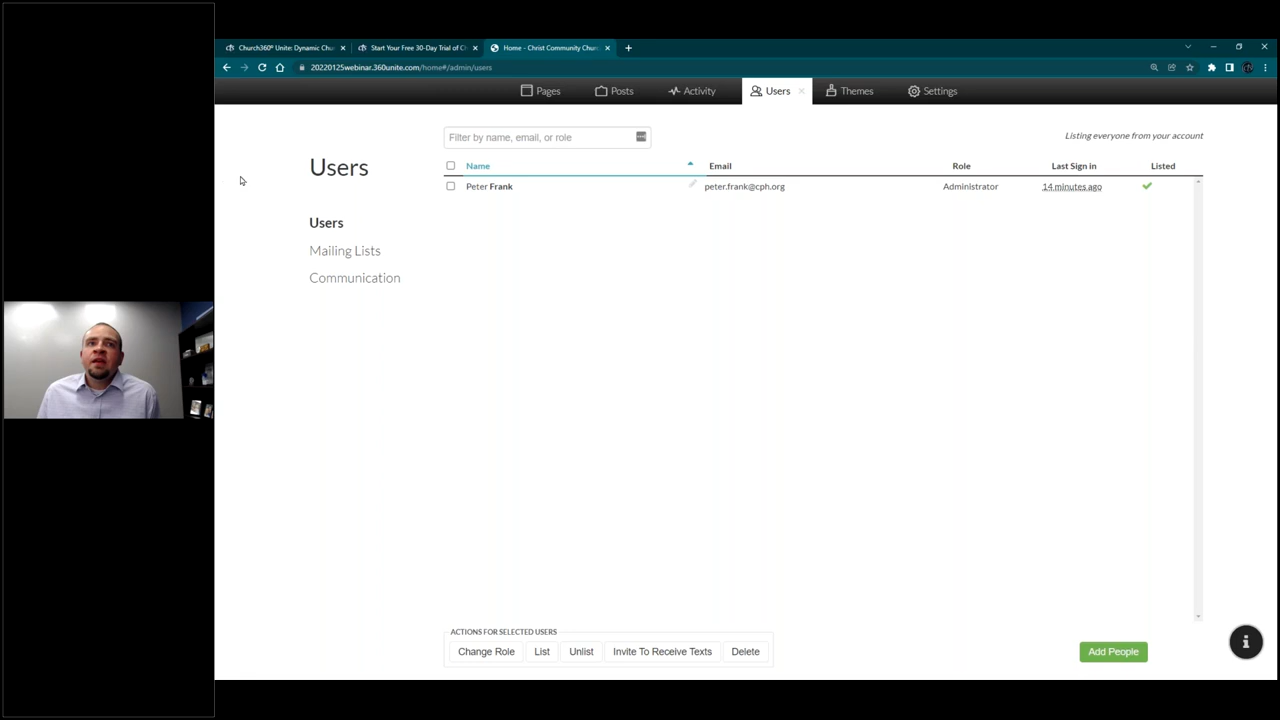 Church360° Unite: Dynamic Chu
Start Your Free 30-Day Trial of C
Home - Christ Community Churc
20220125webinar.360unite.com/home#/admin/users
Pages
Posts
Activity
Users
Themes
Settings
Filter by name, email, or role
Listing everyone from your account
Users
Name
Email
Role
Last Sign in
Listed
Peter Frank
peter.frank@cph.org
Administrator
14 minutes ago
Users
Mailing Lists
Communication
ACTIONS FOR SELECTED USERS
Change Role
List
Unlist
Invite To Receive Texts
Delete
Add People